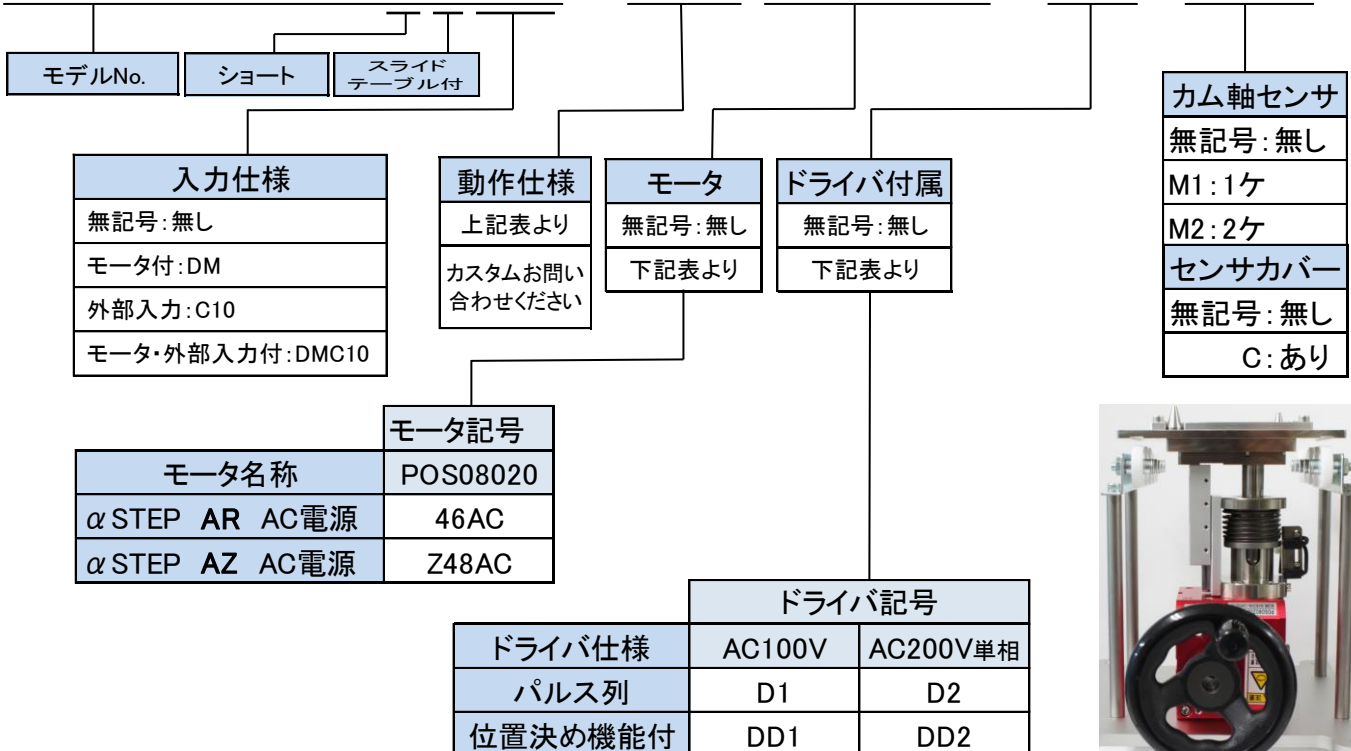 モデルNo.
ショート
スライド
テーブル付
入力仕様
無記号:無し
モータ付:DM
外部入力:C10
モータ・外部入力付:DMC10
動作仕様
上記表より
カスタムお問い
合わせください
モータ
無記号:無し
下記表より
ドライバ付属
無記号:無し
下記表より
カム軸センサ
無記号:無し
M1:1ケ
M2:2ケ
センサカバー
無記号:無し
C:あり
モータ記号
モータ名称 POS08020
αSTEP AR AC電源 46AC
αSTEP AZ AC電源 Z48AC
ドライバ記号
ドライバ仕様 AC100V AC200V単相
パルス列 D1 D2
位置決め機能付 DD1 DD2